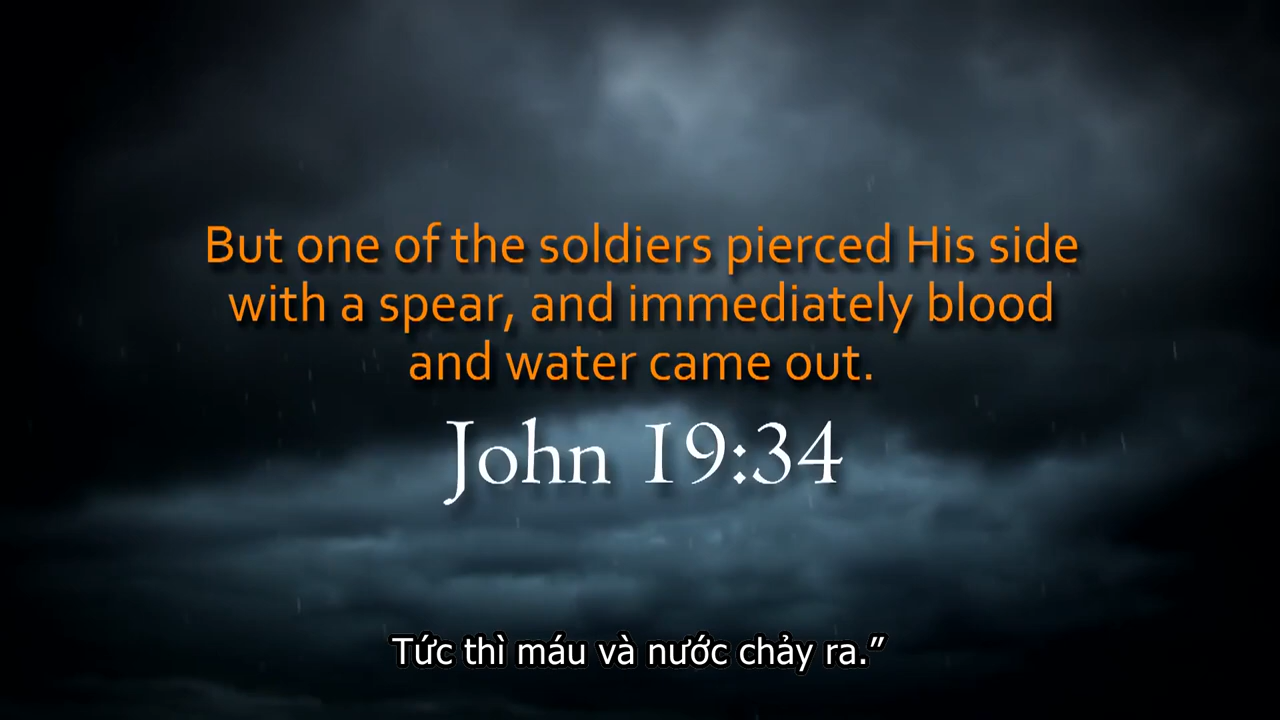 But one of the soldiers pierced His side
with a spear, and immediately blood
and water came out.
John 19:34
Tức thì máu và nước chảy ra.”